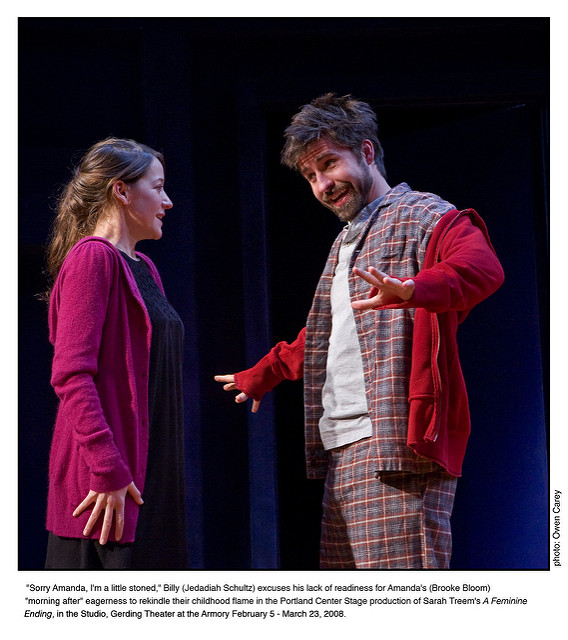 photo: Owen Carey
"Sorry Amanda, I'm a little stoned," Billy (Jedadiah Schultz) excuses his lack of readiness for Amanda's (Brooke Bloom)
"morning after" eagerness to rekindle their childhood flame in the Portland Center Stage production of Sarah Treem's A Feminine
Ending, in the Studio, Gerding Theater at the Armory February 5 - March 23, 2008.